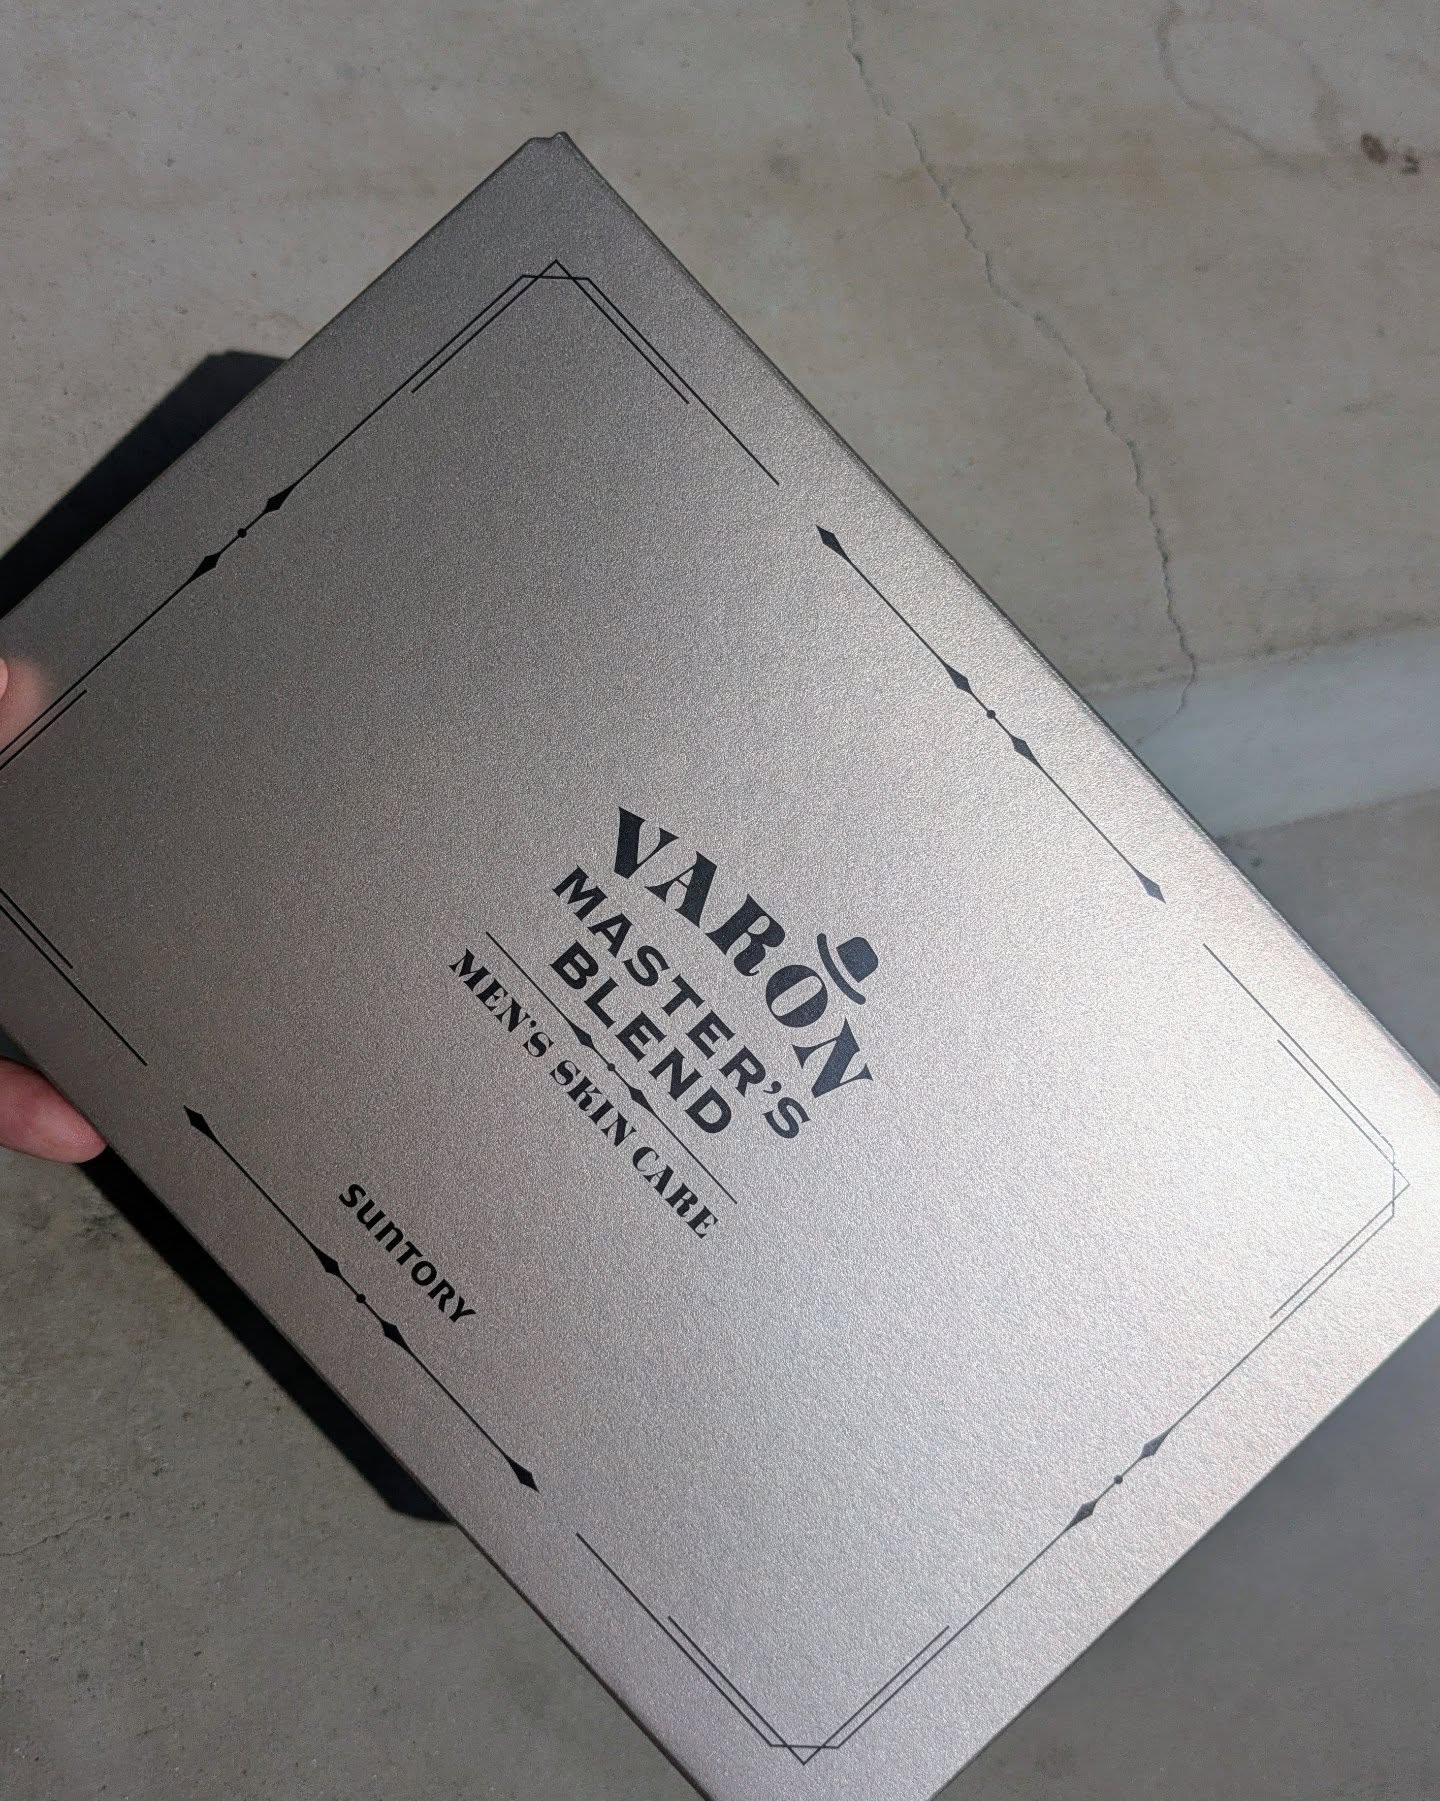 VARON
MASTER'S
BLEND
MEN'S SKIN CARE
SUNTORY